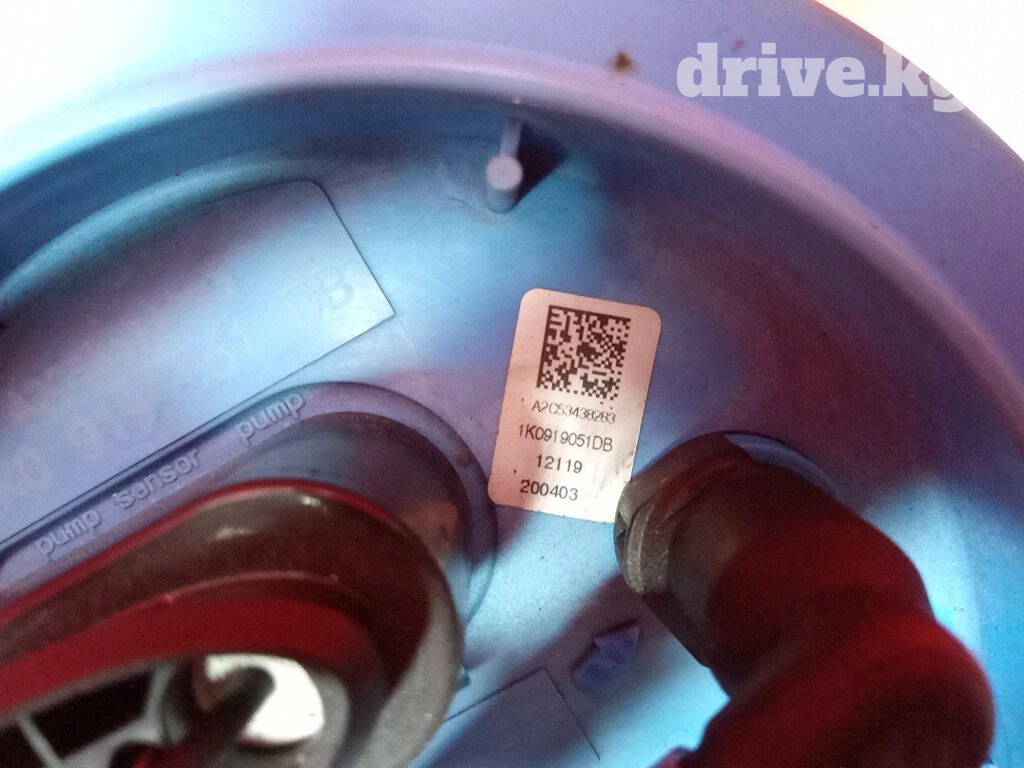 drive.kg
A2C53438283
1K0919051DB
12119
200403
pump sensor pump